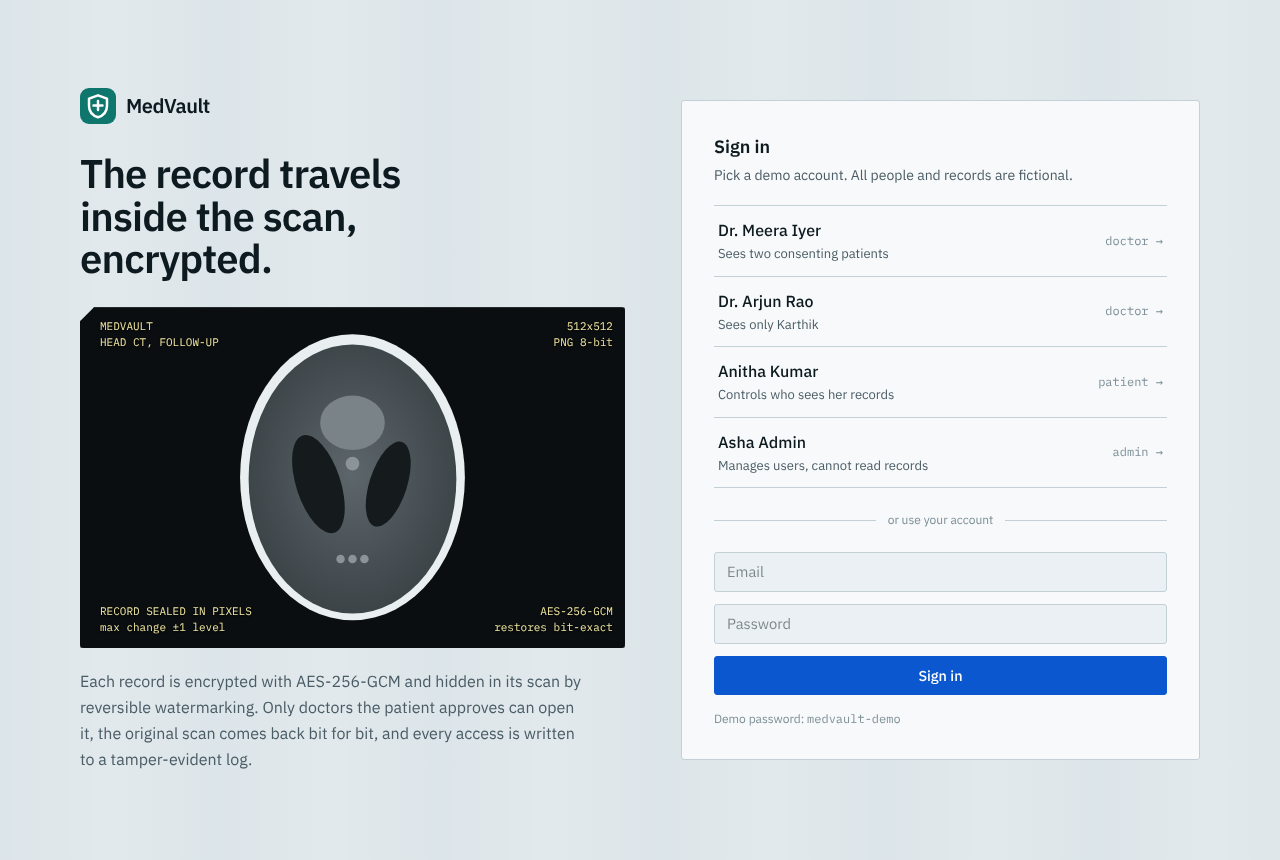 MedVault
The record travels
inside the scan,
encrypted.
MEDVAULT
HEAD CT, FOLLOW-UP
512x512
PNG 8-bit
RECORD SEALED IN PIXELS
max change ±1 level
AES-256-GCM
restores bit-exact
Each record is encrypted with AES-256-GCM and hidden in its scan by
reversible watermarking. Only doctors the patient approves can open
it, the original scan comes back bit for bit, and every access is written
to a tamper-evident log.
Sign in
Pick a demo account. All people and records are fictional.
Dr. Meera Iyer
Sees two consenting patients
doctor →
Dr. Arjun Rao
Sees only Karthik
doctor →
Anitha Kumar
Controls who sees her records
patient →
Asha Admin
Manages users, cannot read records
admin →
or use your account
Email
Password
Sign in
Demo password: medvault-demo